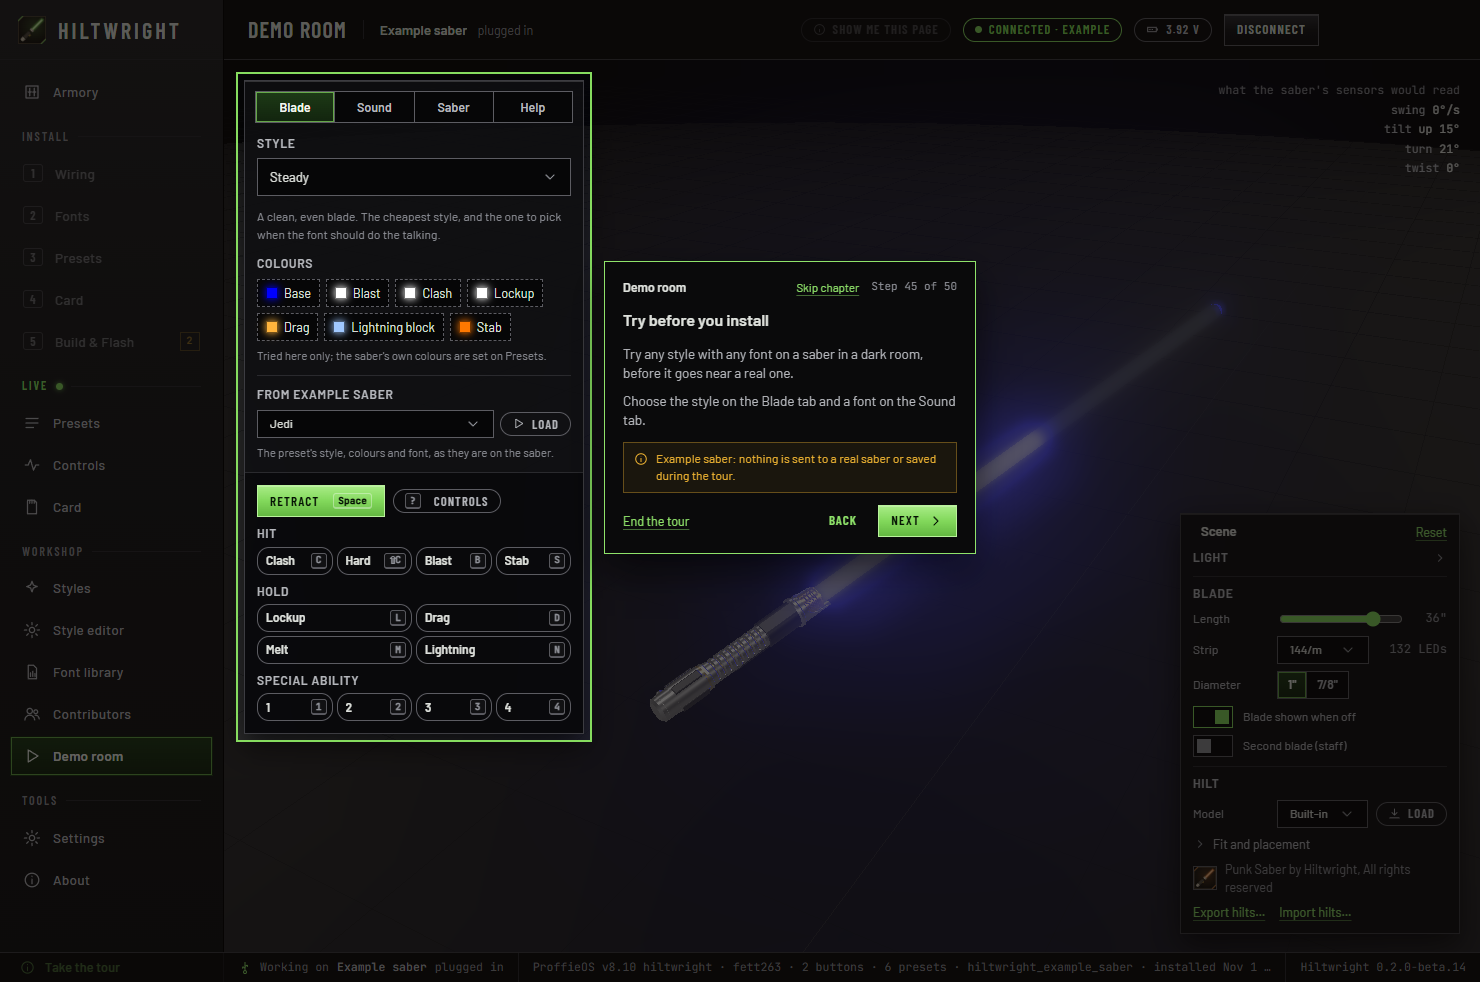 HILTWRIGHT
DEMO ROOM
Example saber plugged in
SHOW ME THIS PAGE
CONNECTED · EXAMPLE
3.92 V
DISCONNECT
Armory
INSTALL
1 Wiring
2 Fonts
3 Presets
4 Card
5 Build & Flash 2
LIVE
Presets
Controls
Card
WORKSHOP
Styles
Style editor
Font library
Contributors
Demo room
TOOLS
Settings
About
Take the tour
Blade
Sound
Saber
Help
STYLE
Steady
A clean, even blade. The cheapest style, and the one to pick
when the font should do the talking.
COLOURS
Base
Blast
Clash
Lockup
Drag
Lightning block
Stab
Tried here only; the saber's own colours are set on Presets.
FROM EXAMPLE SABER
Jedi
LOAD
The preset's style, colours and font, as they are on the saber.
RETRACT Space
? CONTROLS
HIT
Clash C
Hard ⇧C
Blast B
Stab S
HOLD
Lockup L
Drag D
Melt M
Lightning N
SPECIAL ABILITY
1 1
2 2
3 3
4 4
Demo room
Skip chapter
Step 45 of 50
Try before you install
Try any style with any font on a saber in a dark room,
before it goes near a real one.
Choose the style on the Blade tab and a font on the Sound
tab.
Example saber: nothing is sent to a real saber or saved
during the tour.
End the tour
BACK
NEXT
what the saber's sensors would read
swing 0°/s
tilt up 15°
turn 21°
twist 0°
Scene
Reset
LIGHT
BLADE
Length 36"
Strip 144/m 132 LEDs
Diameter 1" 7/8"
Blade shown when off
Second blade (staff)
HILT
Model Built-in LOAD
Fit and placement
Punk Saber by Hiltwright, All rights
reserved
Export hilts...
Import hilts...
Working on Example saber plugged in
ProffieOS v8.10 hiltwright · fett263 · 2 buttons · 6 presets · hiltwright_example_saber · installed Nov 1 …
Hiltwright 0.2.0-beta.14